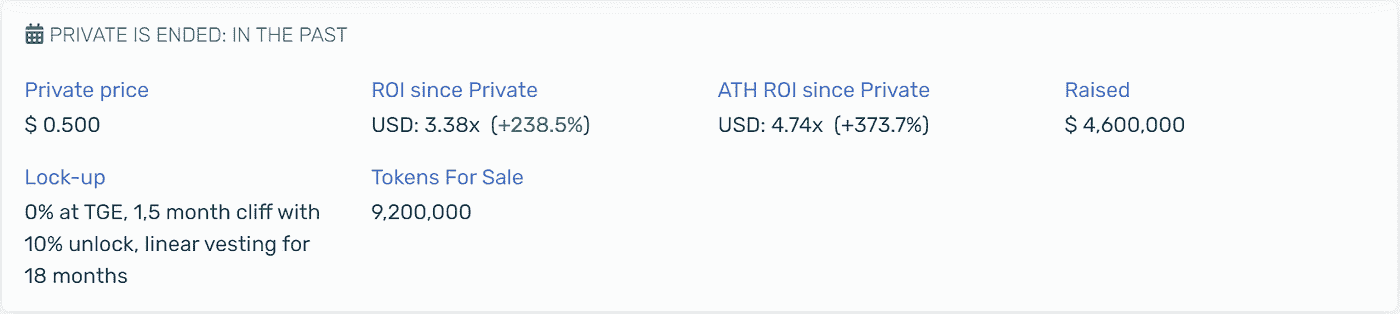 PRIVATE IS ENDED: IN THE PAST
Private price
$ 0.500
ROI since Private
USD: 3.38x (+238.5%)
ATH ROI since Private
USD: 4.74x (+373.7%)
Raised
$ 4,600,000
Lock-up
0% at TGE, 1,5 month cliff with
10% unlock, linear vesting for
18 months
Tokens For Sale
9,200,000